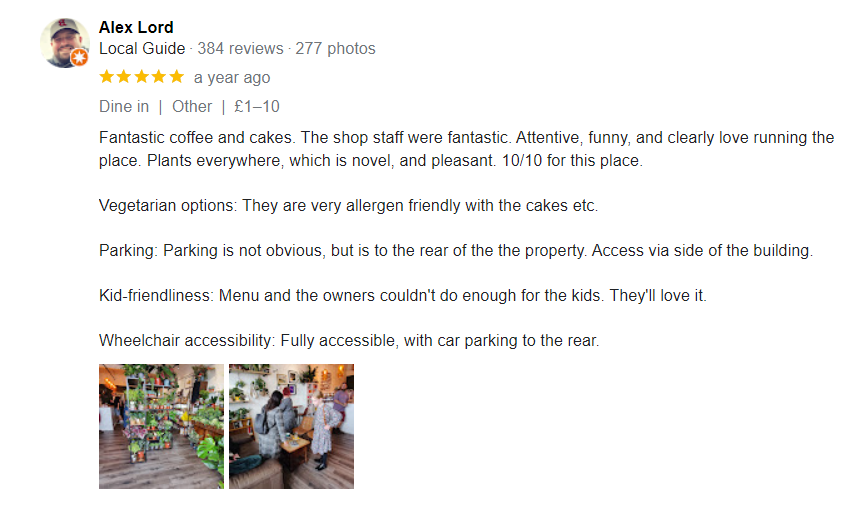 Alex Lord
Local Guide · 384 reviews · 277 photos
a year ago
Dine in | Other | £1–10
Fantastic coffee and cakes. The shop staff were fantastic. Attentive, funny, and clearly love running the
place. Plants everywhere, which is novel, and pleasant. 10/10 for this place.
Vegetarian options: They are very allergen friendly with the cakes etc.
Parking: Parking is not obvious, but is to the rear of the the property. Access via side of the building.
Kid-friendliness: Menu and the owners couldn't do enough for the kids. They'll love it.
Wheelchair accessibility: Fully accessible, with car parking to the rear.